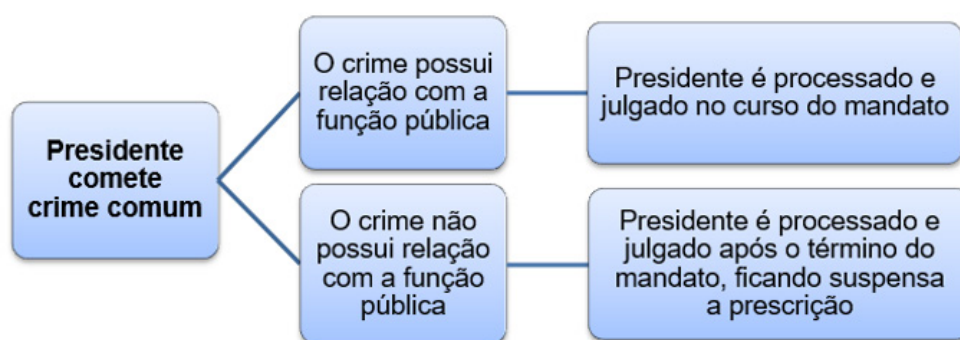 Presidente
comete
crime comum
O crime possui
relação com a
função pública
Presidente é processado e
julgado no curso do mandato
O crime não
possui relação
com a função
pública
Presidente é processado e
julgado após o término do
mandato, ficando suspensa
a prescrição